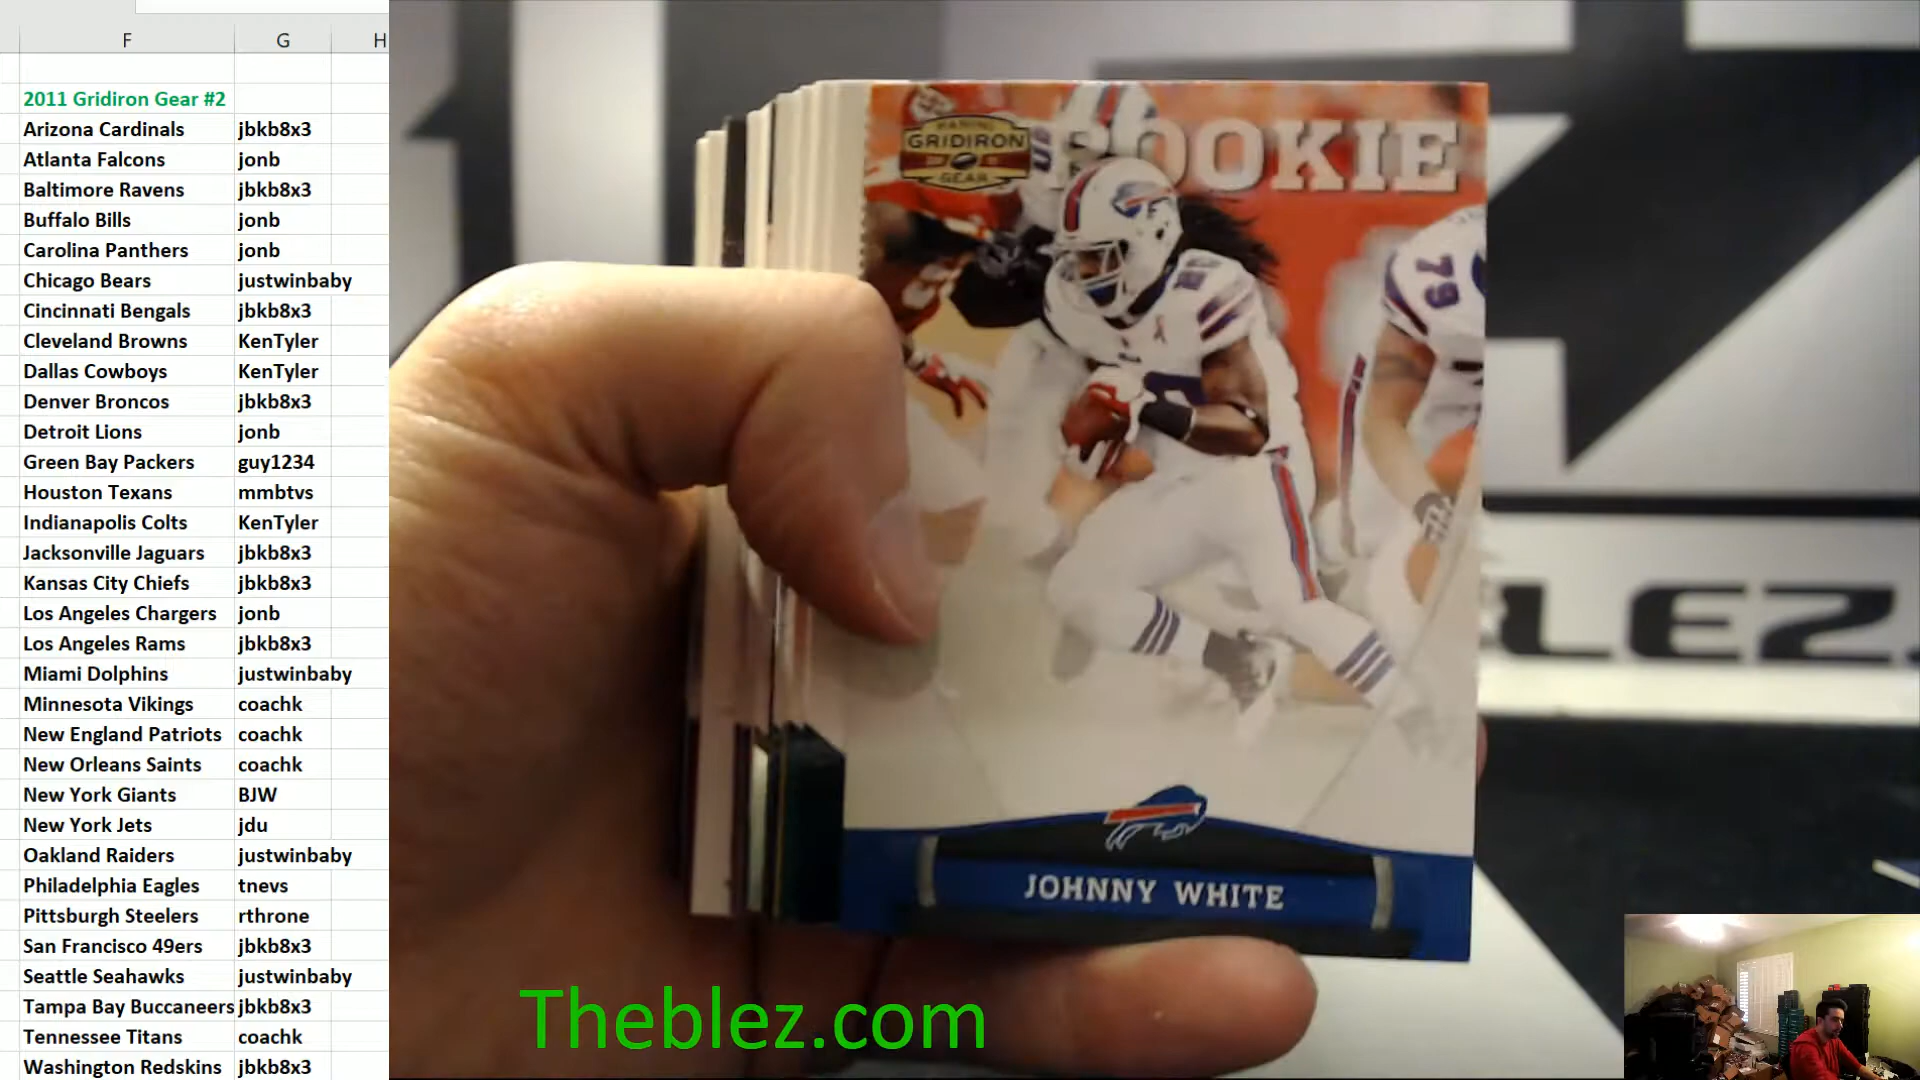 F G H
2011 Gridiron Gear #2
Arizona Cardinals jbkb8x3
Atlanta Falcons jonb
Baltimore Ravens jbkb8x3
Buffalo Bills jonb
Carolina Panthers jonb
Chicago Bears justwinbaby
Cincinnati Bengals jbkb8x3
Cleveland Browns KenTyler
Dallas Cowboys KenTyler
Denver Broncos jbkb8x3
Detroit Lions jonb
Green Bay Packers guy1234
Houston Texans mmbtvs
Indianapolis Colts KenTyler
Jacksonville Jaguars jbkb8x3
Kansas City Chiefs jbkb8x3
Los Angeles Chargers jonb
Los Angeles Rams jbkb8x3
Miami Dolphins justwinbaby
Minnesota Vikings coachk
New England Patriots coachk
New Orleans Saints coachk
New York Giants BJW
New York Jets jdu
Oakland Raiders justwinbaby
Philadelphia Eagles tnevs
Pittsburgh Steelers rthrone
San Francisco 49ers jbkb8x3
Seattle Seahawks justwinbaby
Tampa Bay Buccaneers jbkb8x3
Tennessee Titans coachk
Washington Redskins jbkb8x3
PANINI
GRIDIRON
GEAR
ROOKIE
79
JOHNNY WHITE
LEZ.
Theblez.com